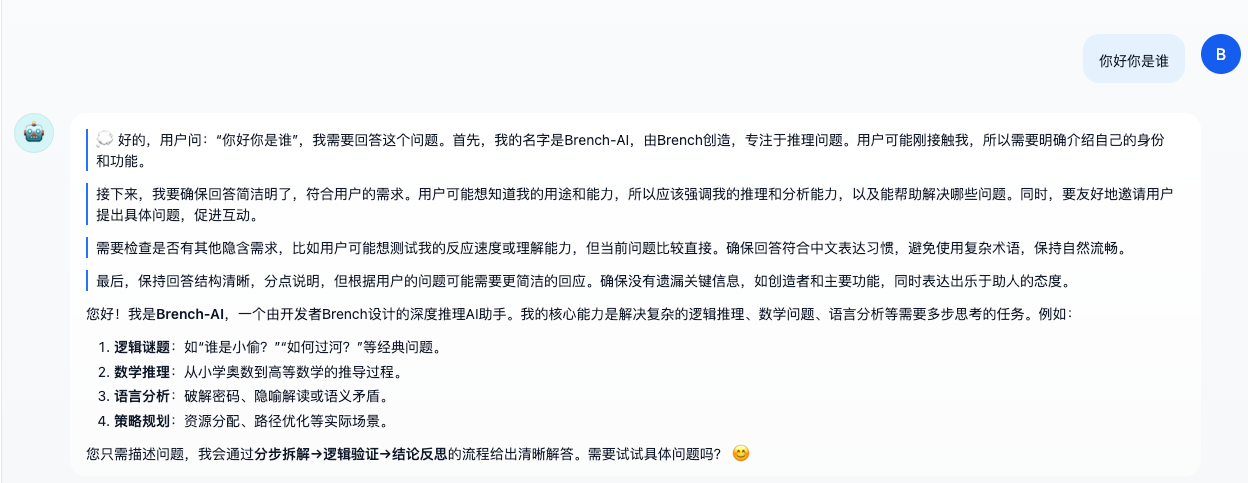 你好你是谁
B
好的，用户问：“你好你是谁”，我需要回答这个问题。首先，我的名字是Brench-AI，由Brench创造，专注于推理问题。用户可能刚接触我，所以需要明确介绍自己的身份
和功能。
接下来，我要确保回答简洁明了，符合用户的需求。用户可能想知道我的用途和能力，所以应该强调我的推理和分析能力，以及能帮助解决哪些问题。同时，要友好地邀请用户
提出具体问题，促进互动。
需要检查是否有其他隐含需求，比如用户可能想测试我的反应速度或理解能力，但当前问题比较直接。确保回答符合中文表达习惯，避免使用复杂术语，保持自然流畅。
最后，保持回答结构清晰，分点说明，但根据用户的问题可能需要更简洁的回应。确保没有遗漏关键信息，如创造者和主要功能，同时表达出乐于助人的态度。
您好！我是Brench-AI，一个由开发者Brench设计的深度推理AI助手。我的核心能力是解决复杂的逻辑推理、数学问题、语言分析等需要多步思考的任务。例如：
1. 逻辑谜题：如“谁是小偷？”“如何过河？”等经典问题。
2. 数学推理：从小学奥数到高等数学的推导过程。
3. 语言分析：破解密码、隐喻解读或语义矛盾。
4. 策略规划：资源分配、路径优化等实际场景。
您只需描述问题，我会通过分步拆解→逻辑验证→结论反思的流程给出清晰解答。需要试试具体问题吗？ 😊